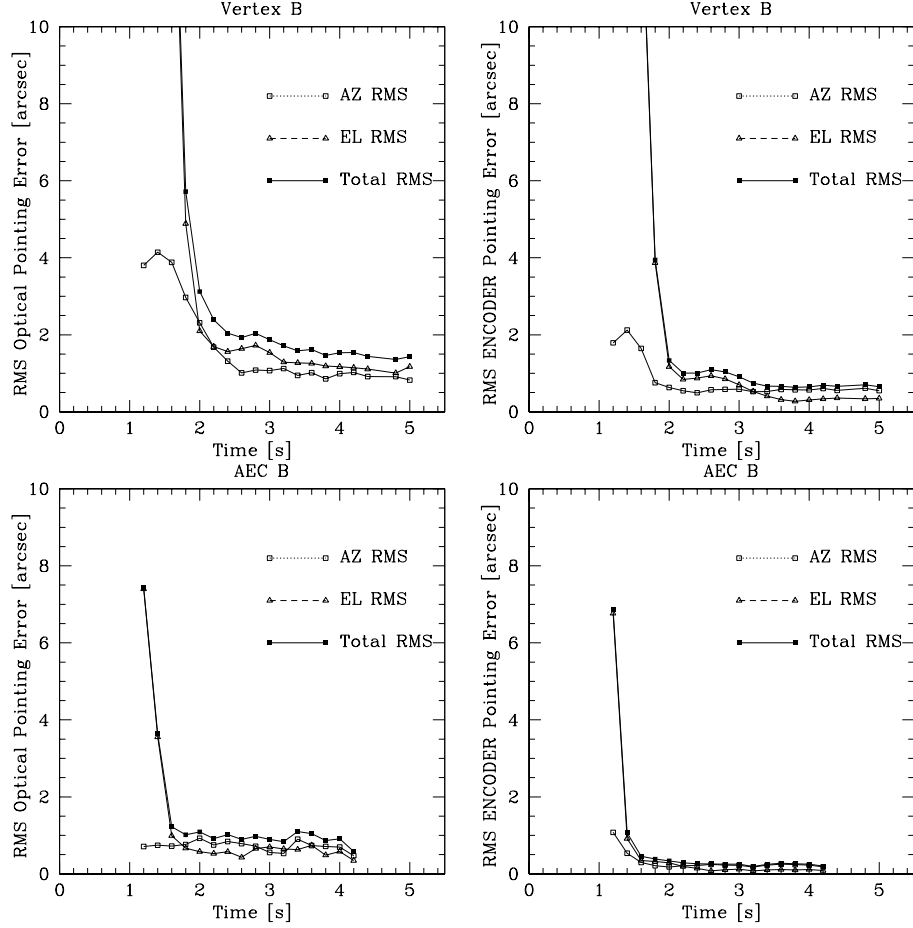 Vertex B
RMS Optical Pointing Error [arcsec]
10
8
6
4
2
0
AZ RMS
EL RMS
Total RMS
0 1 2 3 4 5
Time [s]
Vertex B
RMS ENCODER Pointing Error [arcsec]
10
8
6
4
2
0
AZ RMS
EL RMS
Total RMS
0 1 2 3 4 5
Time [s]
AEC B
RMS Optical Pointing Error [arcsec]
10
8
6
4
2
0
AZ RMS
EL RMS
Total RMS
0 1 2 3 4 5
Time [s]
AEC B
RMS ENCODER Pointing Error [arcsec]
10
8
6
4
2
0
AZ RMS
EL RMS
Total RMS
0 1 2 3 4 5
Time [s]